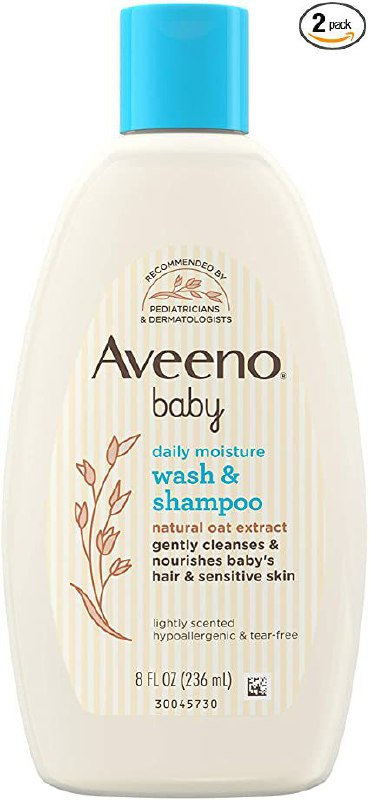 2 pack
RECOMMENDED BY
PEDIATRICIANS
& DERMATOLOGISTS
Aveeno®
baby
daily moisture
wash &
shampoo
natural oat extract
gently cleanses &
nourishes baby's
hair & sensitive skin
lightly scented
hypoallergenic & tear-free
8 FL OZ (236 mL)
30045730